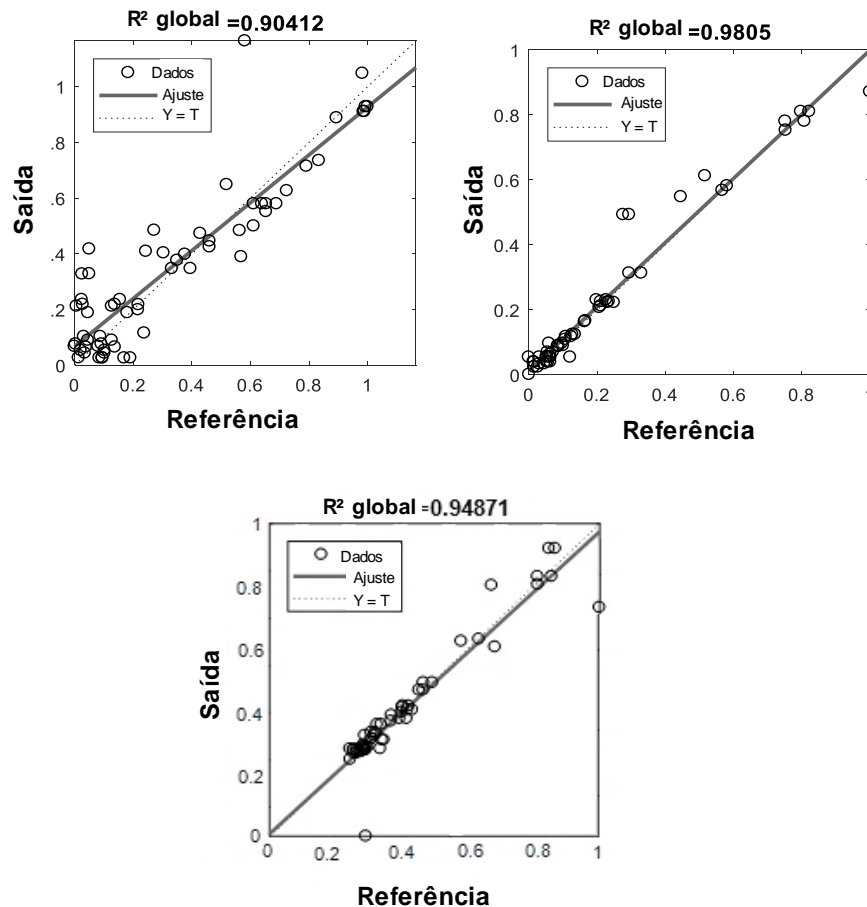 R² global =0.90412
1
.8
.6
.4
.2
0
Dados
Ajuste
Y = T
0 0.2 0.4 0.6 0.8 1
Saída
Referência
R² global =0.9805
1
0.8
0.6
0.4
0.2
0
Dados
Ajuste
Y = T
0 0.2 0.4 0.6 0.8 1
Saída
Referência
R² global =0.94871
1
0.8
0.6
0.4
0.2
0
Dados
Ajuste
Y = T
0 0.2 0.4 0.6 0.8 1
Saída
Referência